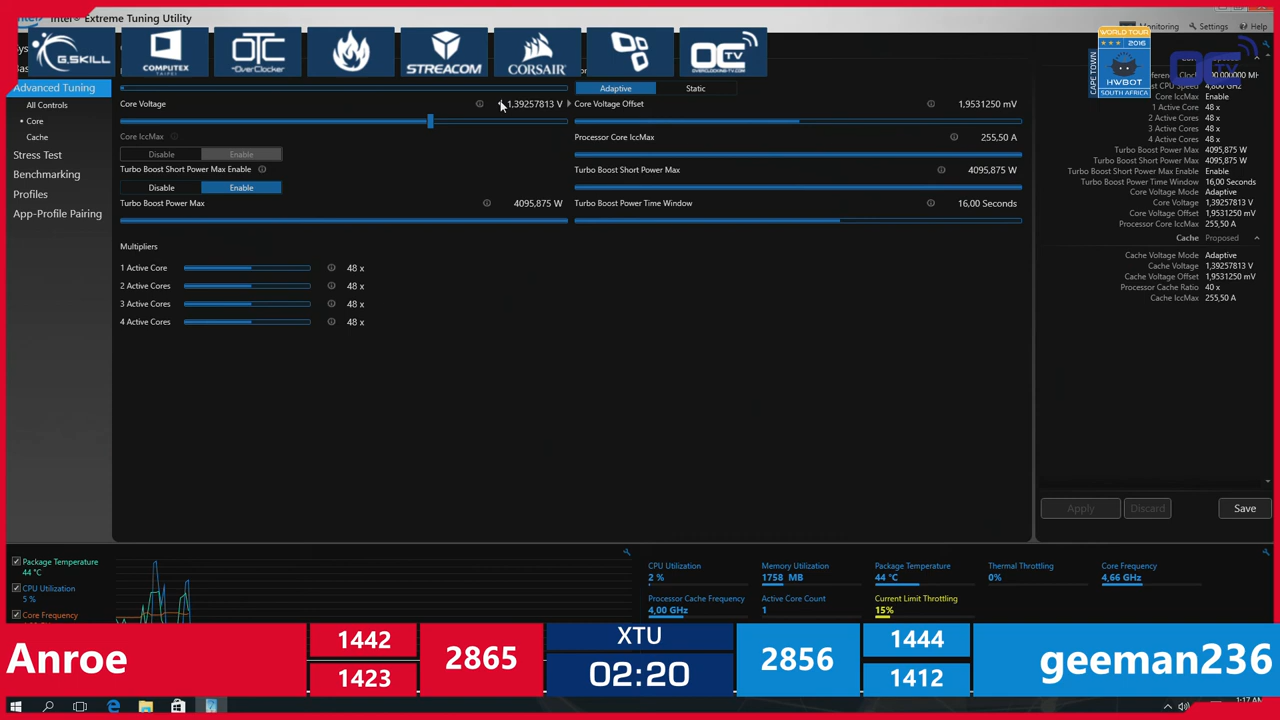 Intel® Extreme Tuning Utility
Monitoring
Settings
Help
G.SKILL
COMPUTEX
TAIPEI
OTC
OVERCLOCKER
STREACOM
CORSAIR
OC
OVERCLOCKING-TV.COM
WORLD TOUR
2016
CAPE TOWN
HWBOT
SOUTH AFRICA
OC TV
Advanced Tuning
All Controls
Core
Cache
Stress Test
Benchmarking
Profiles
App-Profile Pairing
Adaptive
Static
Core Voltage
1,39257813 V
Core Voltage Offset
1,9531250 mV
Core IccMax
Disable
Enable
Processor Core IccMax
255,50 A
Turbo Boost Short Power Max Enable
Disable
Enable
Turbo Boost Short Power Max
4095,875 W
Turbo Boost Power Max
4095,875 W
Turbo Boost Power Time Window
16,00 Seconds
Multipliers
1 Active Core
48 x
2 Active Cores
48 x
3 Active Cores
48 x
4 Active Cores
48 x
Core IccMax Enable
1 Active Core 48 x
2 Active Cores 48 x
3 Active Cores 48 x
4 Active Cores 48 x
Turbo Boost Power Max 4095,875 W
Turbo Boost Short Power Max 4095,875 W
Turbo Boost Short Power Max Enable Enable
Turbo Boost Power Time Window 16,00 Seconds
Core Voltage Mode Adaptive
Core Voltage 1,39257813 V
Core Voltage Offset 1,9531250 mV
Processor Core IccMax 255,50 A
Cache Proposed
Cache Voltage Mode Adaptive
Cache Voltage 1,39257813 V
Cache Voltage Offset 1,9531250 mV
Processor Cache Ratio 40 x
Cache IccMax 255,50 A
Apply
Discard
Save
Package Temperature
44 °C
CPU Utilization
5 %
Core Frequency
CPU Utilization
2 %
Memory Utilization
1758 MB
Package Temperature
44 °C
Thermal Throttling
0%
Core Frequency
4,66 GHz
Processor Cache Frequency
4,00 GHz
Active Core Count
1
Current Limit Throttling
15%
Anroe
1442
1423
2865
XTU
02:20
2856
1444
1412
geeman236